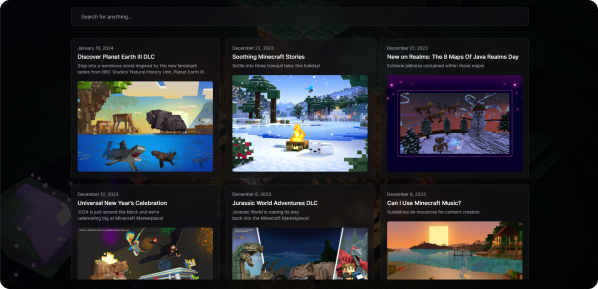 Search for anything...
January 16, 2024
Discover Planet Earth III DLC
Step into a wondrous world inspired by the new landmark
series from BBC Studios' Natural History Unit, Planet Earth III.
December 22, 2023
Soothing Minecraft Stories
Settle into three tranquil tales this holiday!
December 21, 2023
New on Realms: The 8 Maps Of Java Realms Day
Extreme jolliness contained within these maps!
December 12, 2023
Universal New Year's Celebration
2024 is just around the block and we're
celebrating big at Minecraft Marketplace!
December 8, 2023
Jurassic World Adventures DLC
Jurassic World is roaring its way
back into the Minecraft Marketplace!
December 6, 2023
Can I Use Minecraft Music?
Guidelines on resources for content creation.